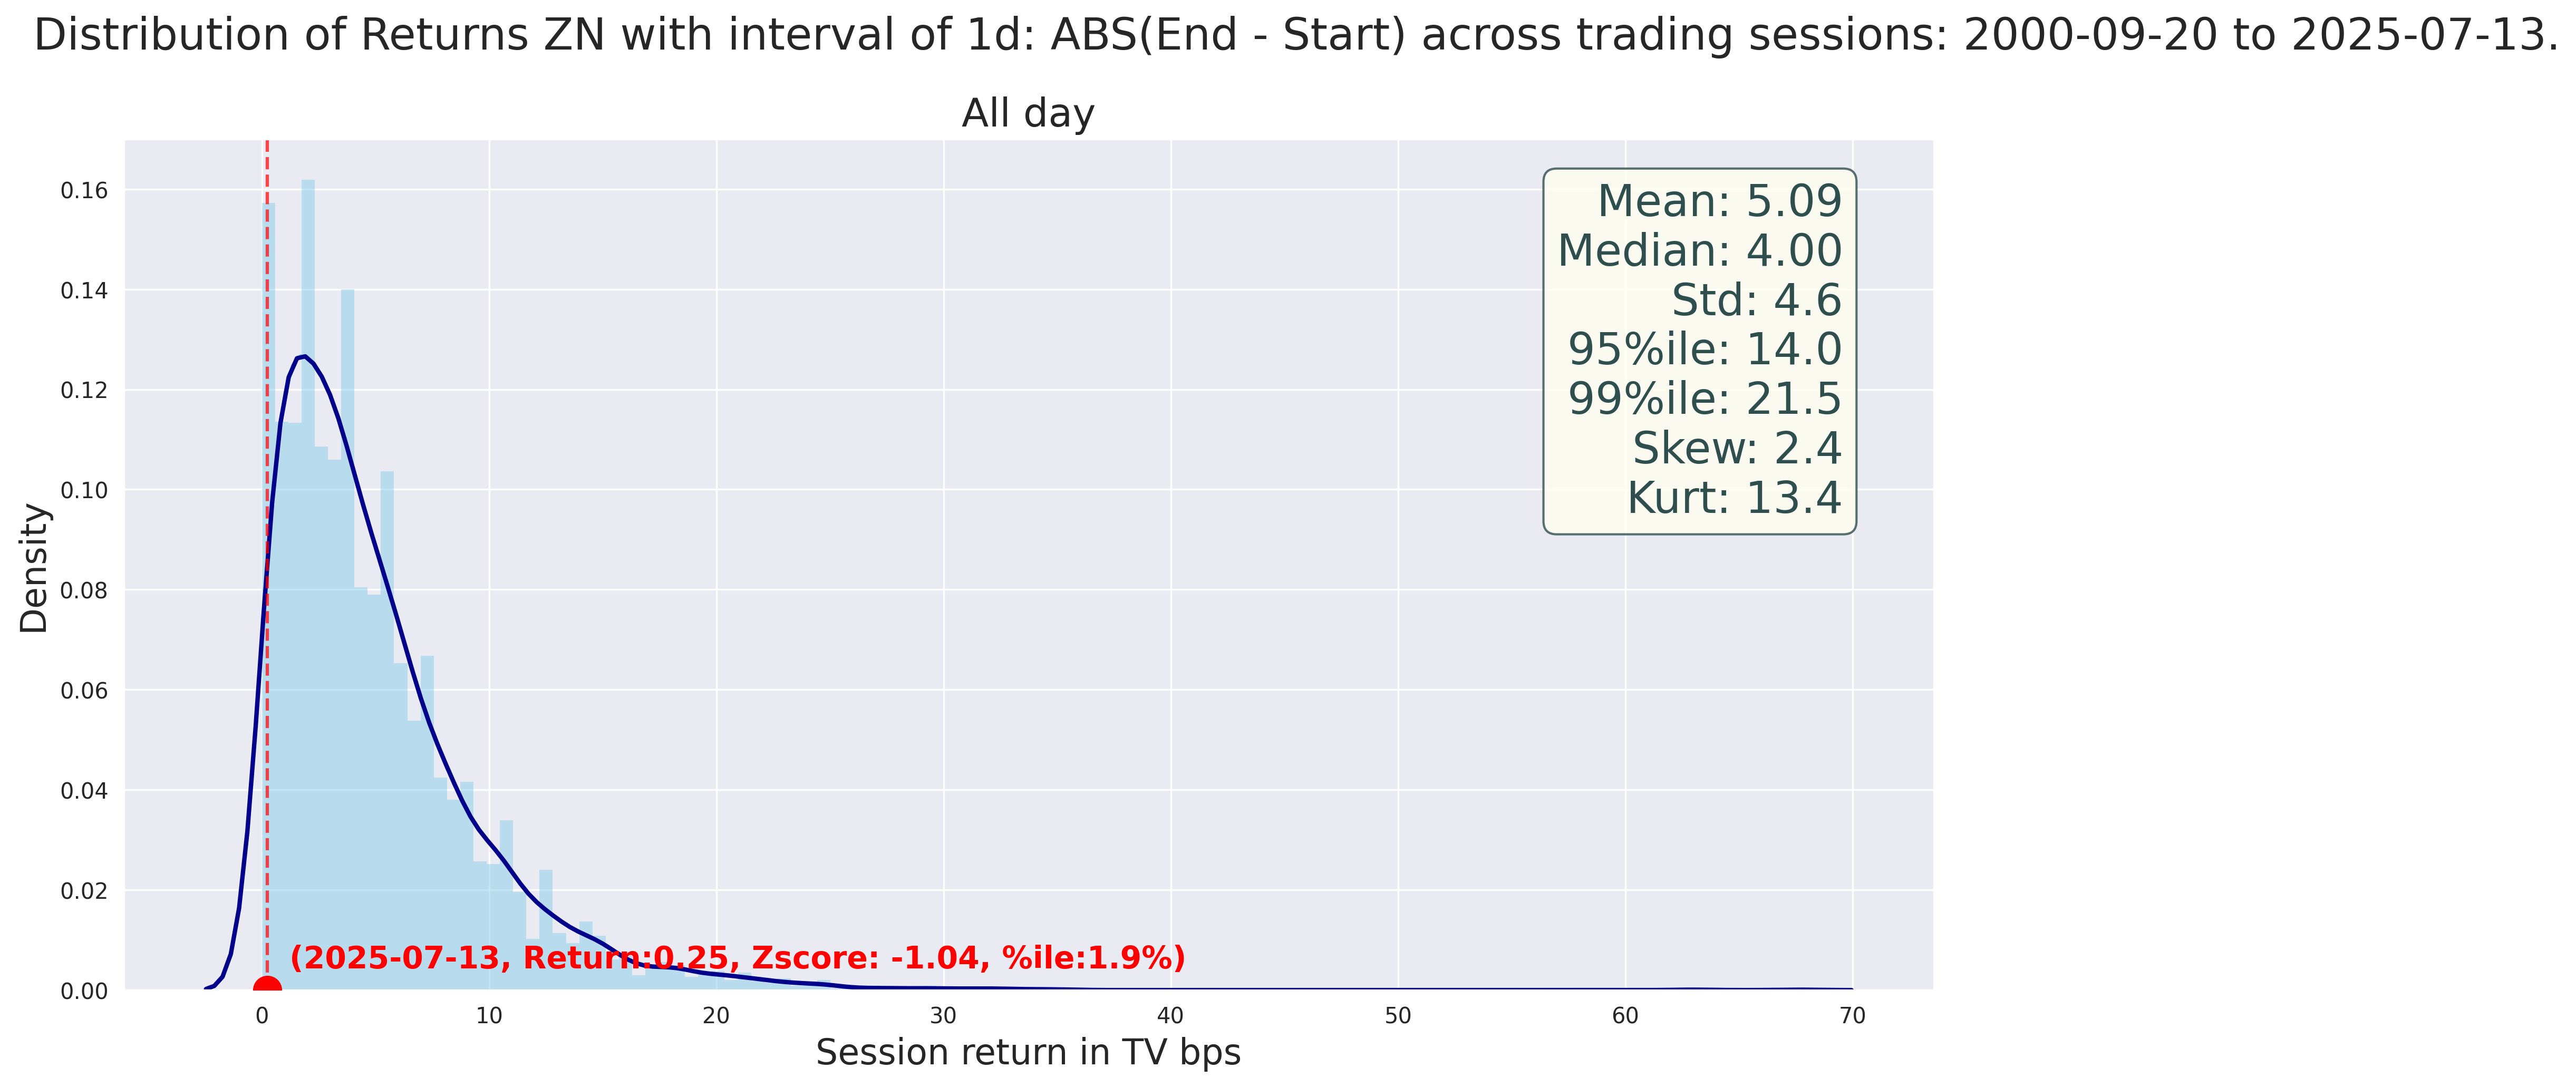 Distribution of Returns ZN with interval of 1d: ABS(End - Start) across trading sessions: 2000-09-20 to 2025-07-13.
All day
Mean: 5.09
Median: 4.00
Std: 4.6
95%ile: 14.0
99%ile: 21.5
Skew: 2.4
Kurt: 13.4
Density
0.16
0.14
0.12
0.10
0.08
0.06
0.04
0.02
0.00
(2025-07-13, Return:0.25, Zscore: -1.04, %ile:1.9%)
0 10 20 30 40 50 60 70
Session return in TV bps